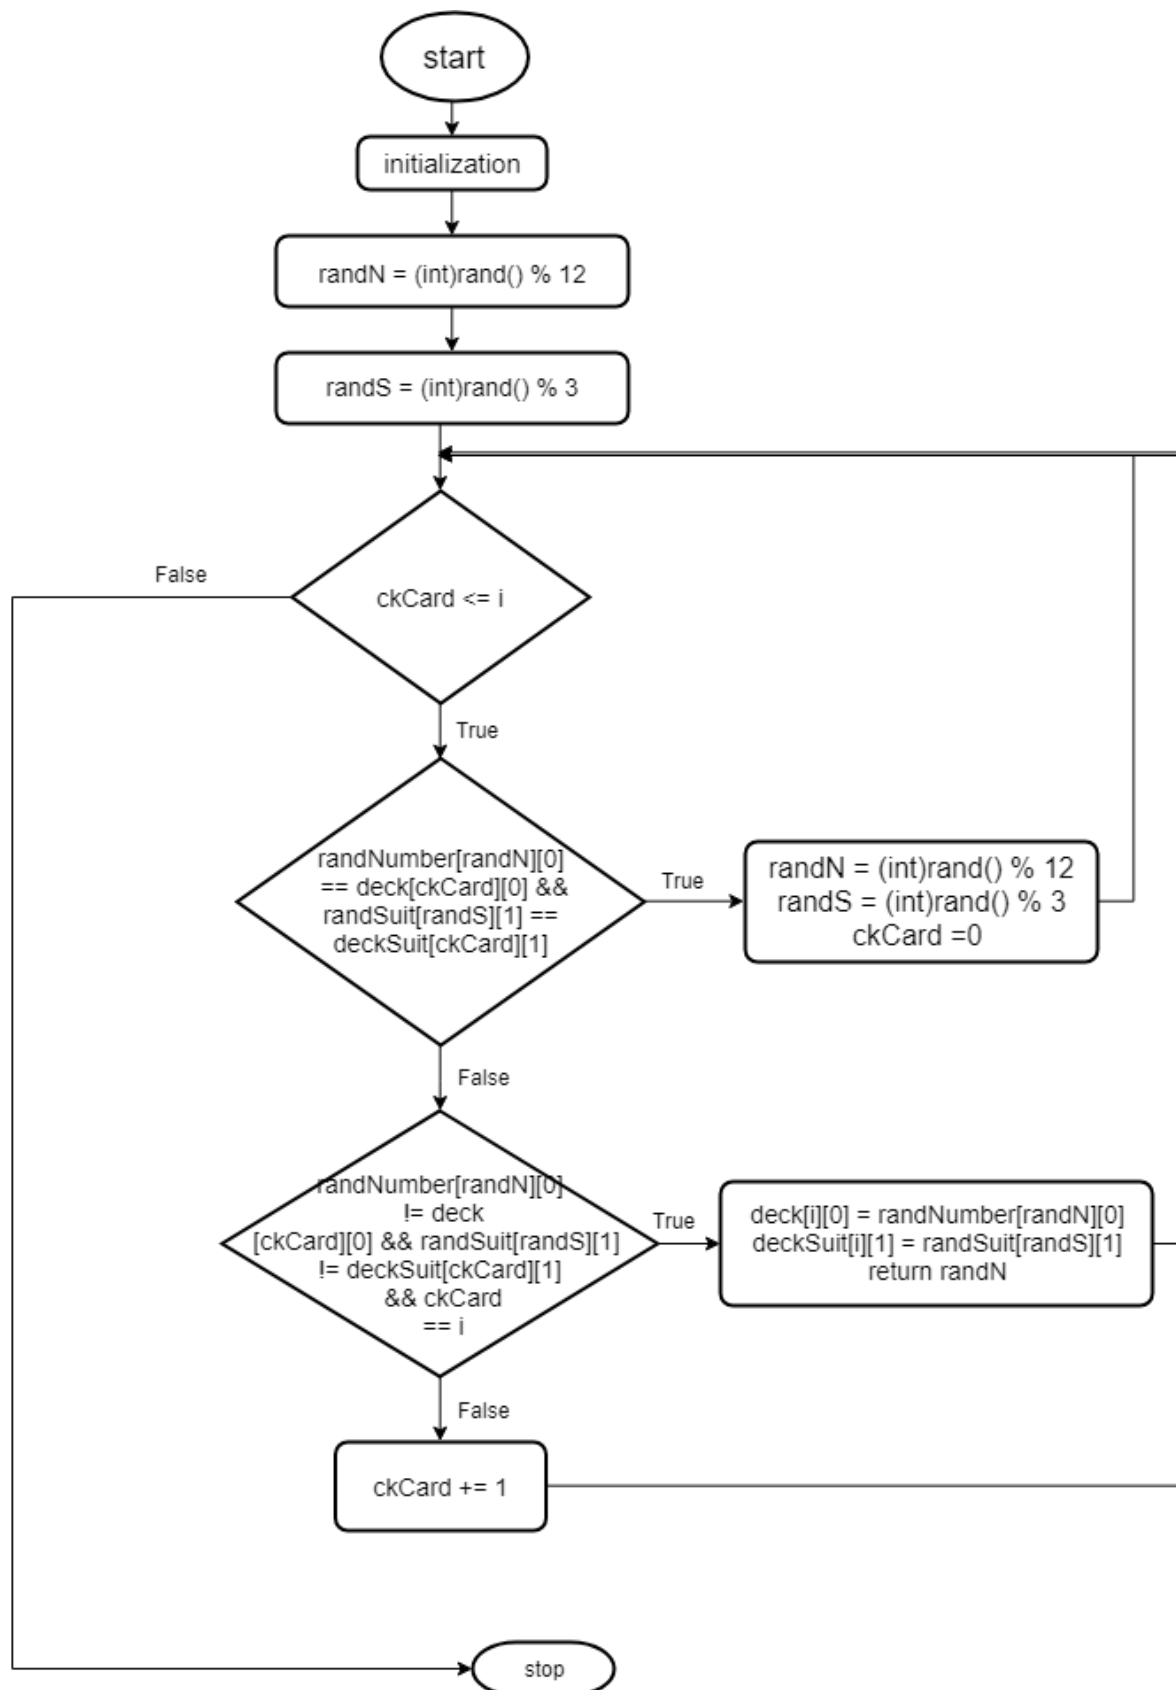 start
initialization
randN = (int)rand() % 12
randS = (int)rand() % 3
False
ckCard <= i
True
randNumber[randN][0]
== deck[ckCard][0] &&
randSuit[randS][1] ==
deckSuit[ckCard][1]
True
randN = (int)rand() % 12
randS = (int)rand() % 3
ckCard =0
False
randNumber[randN][0]
!= deck
[ckCard][0] && randSuit[randS][1]
!= deckSuit[ckCard][1]
&& ckCard
== i
True
deck[i][0] = randNumber[randN][0]
deckSuit[i][1] = randSuit[randS][1]
return randN
False
ckCard += 1
stop